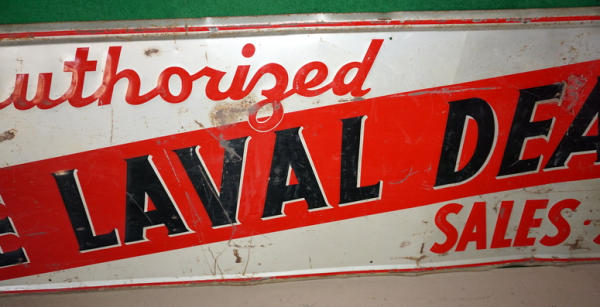 uthorized
E LAVAL DEA
SALES · S